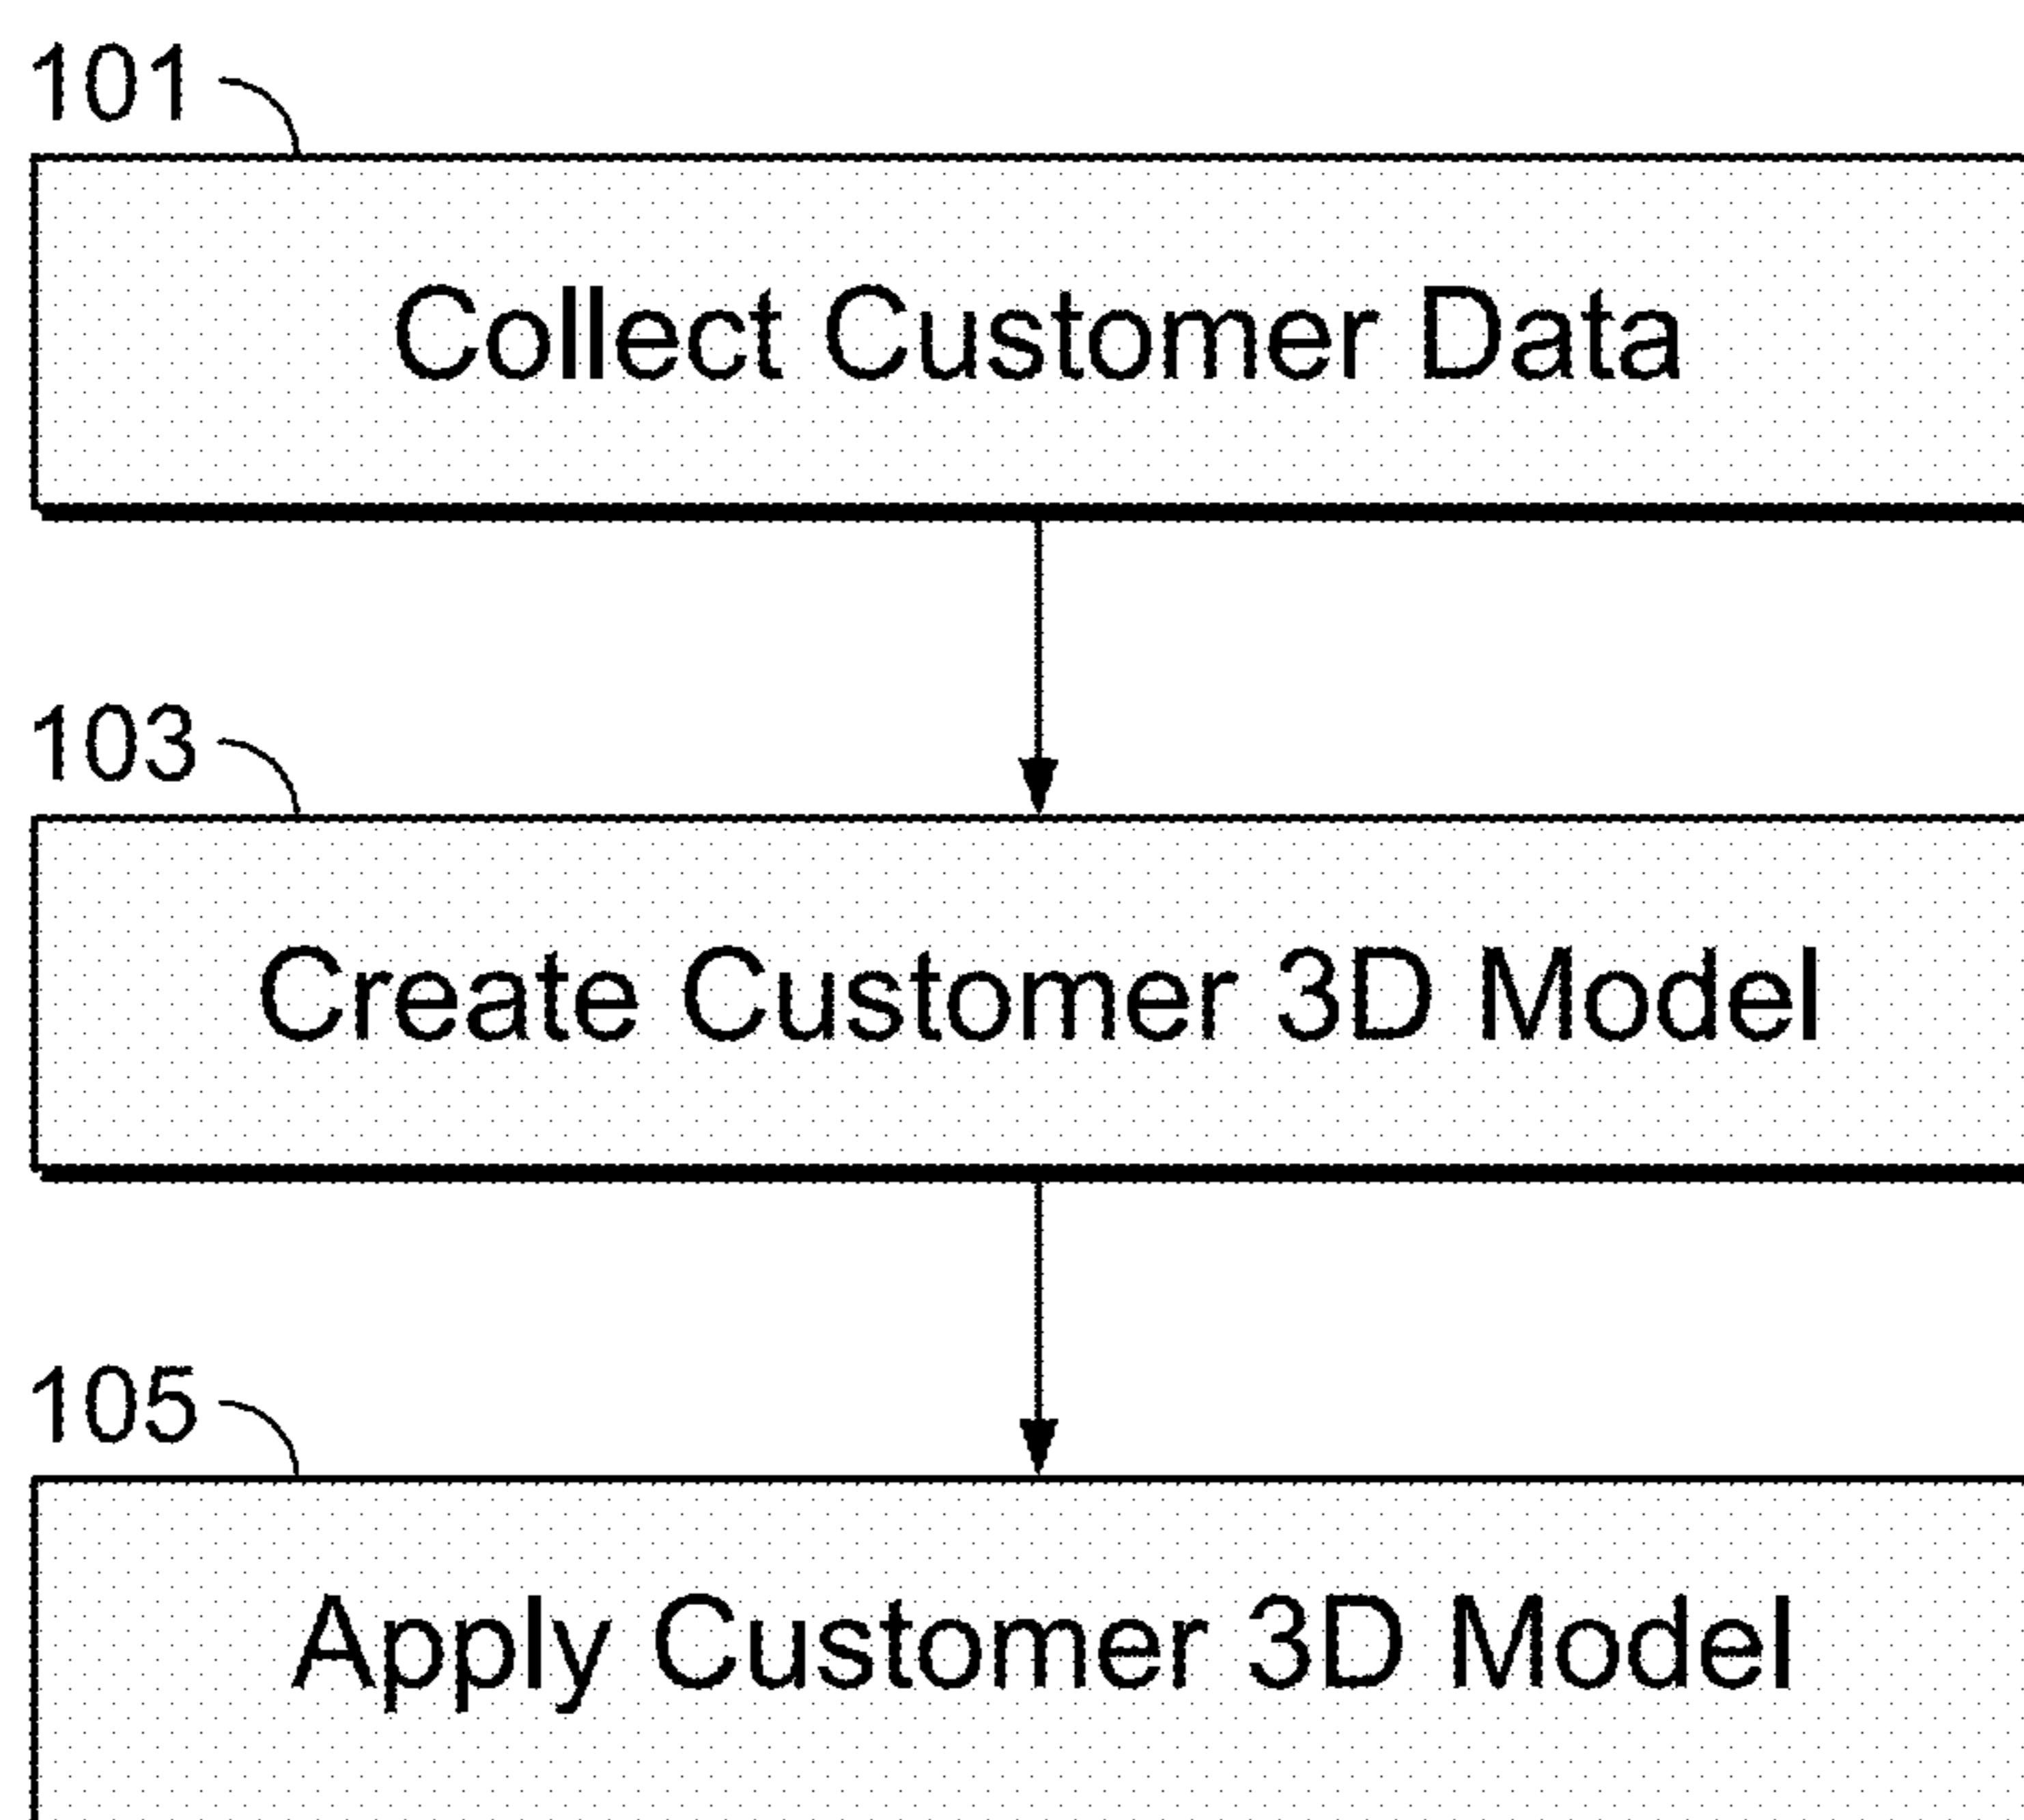 101
Collect Customer Data
103
Create Customer 3D Model
105
Apply Customer 3D Model